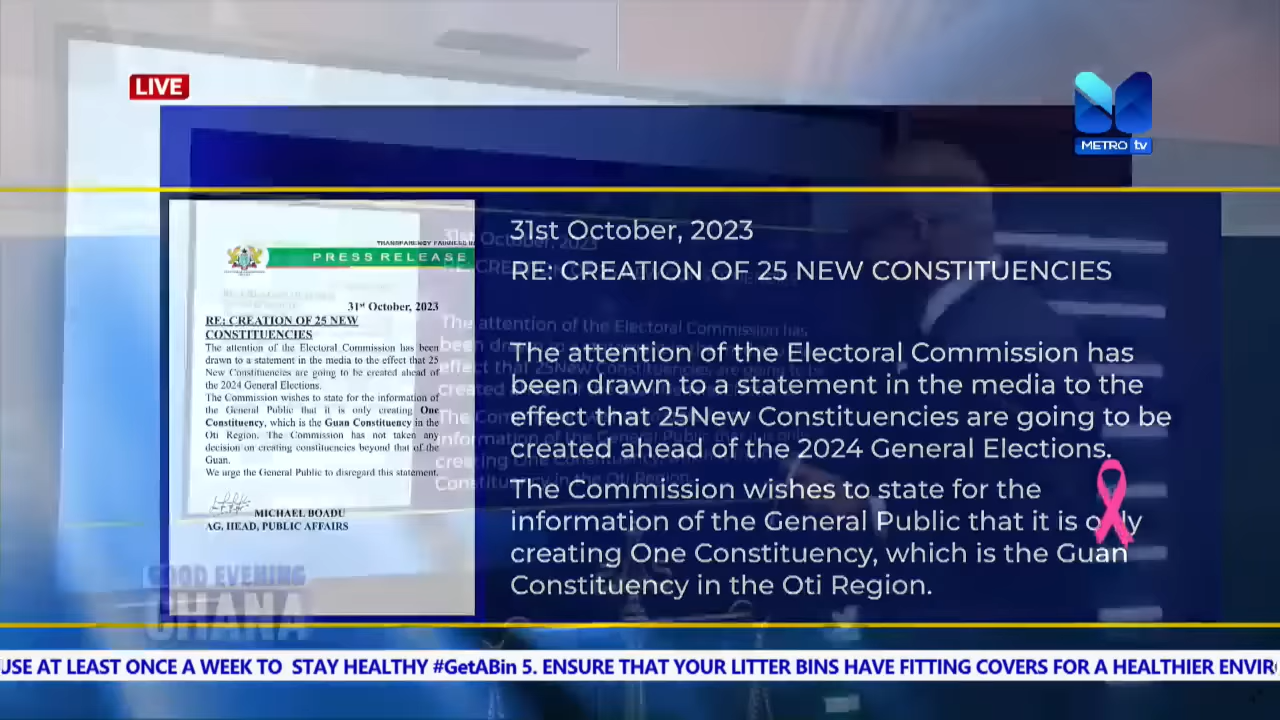 LIVE
METRO tv
TRANSPARENCY FAIRNESS
PRESS RELEASE
31st October, 2023
RE: CREATION OF 25 NEW
CONSTITUENCIES
The attention of the Electoral Commission has been
drawn to a statement in the media to the effect that 25
New Constituencies are going to be created ahead of
the 2024 General Elections.
The Commission wishes to state for the information of
the General Public that it is only creating One
Constituency, which is the Guan Constituency in the
Oti Region. The Commission has not taken any
decision on creating constituencies beyond that of the
Guan.
We urge the General Public to disregard this statement.
MICHAEL BOADU
AG, HEAD, PUBLIC AFFAIRS
31st October, 2023
RE: CREATION OF 25 NEW CONSTITUENCIES
The attention of the Electoral Commission has
been drawn to a statement in the media to the
effect that 25New Constituencies are going to be
created ahead of the 2024 General Elections.
The Commission wishes to state for the
information of the General Public that it is only
creating One Constituency, which is the Guan
Constituency in the Oti Region.
GOOD EVENING
GHANA
USE AT LEAST ONCE A WEEK TO STAY HEALTHY #GetABin 5. ENSURE THAT YOUR LITTER BINS HAVE FITTING COVERS FOR A HEALTHIER